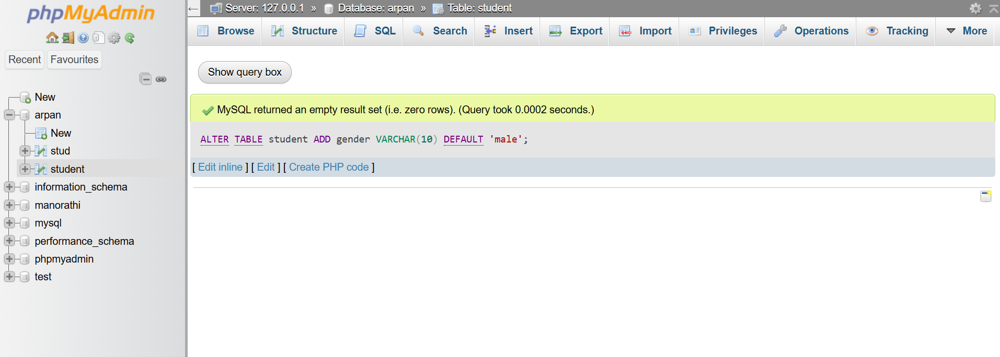 phpMyAdmin
Recent
Favourites
New
arpan
New
stud
student
information_schema
manorathi
mysql
performance_schema
phpmyadmin
test
← Server: 127.0.0.1 » Database: arpan » Table: student
Browse Structure SQL Search Insert Export Import Privileges Operations Tracking More
Show query box
MySQL returned an empty result set (i.e. zero rows). (Query took 0.0002 seconds.)
ALTER TABLE student ADD gender VARCHAR(10) DEFAULT 'male';
[ Edit inline ] [ Edit ] [ Create PHP code ]